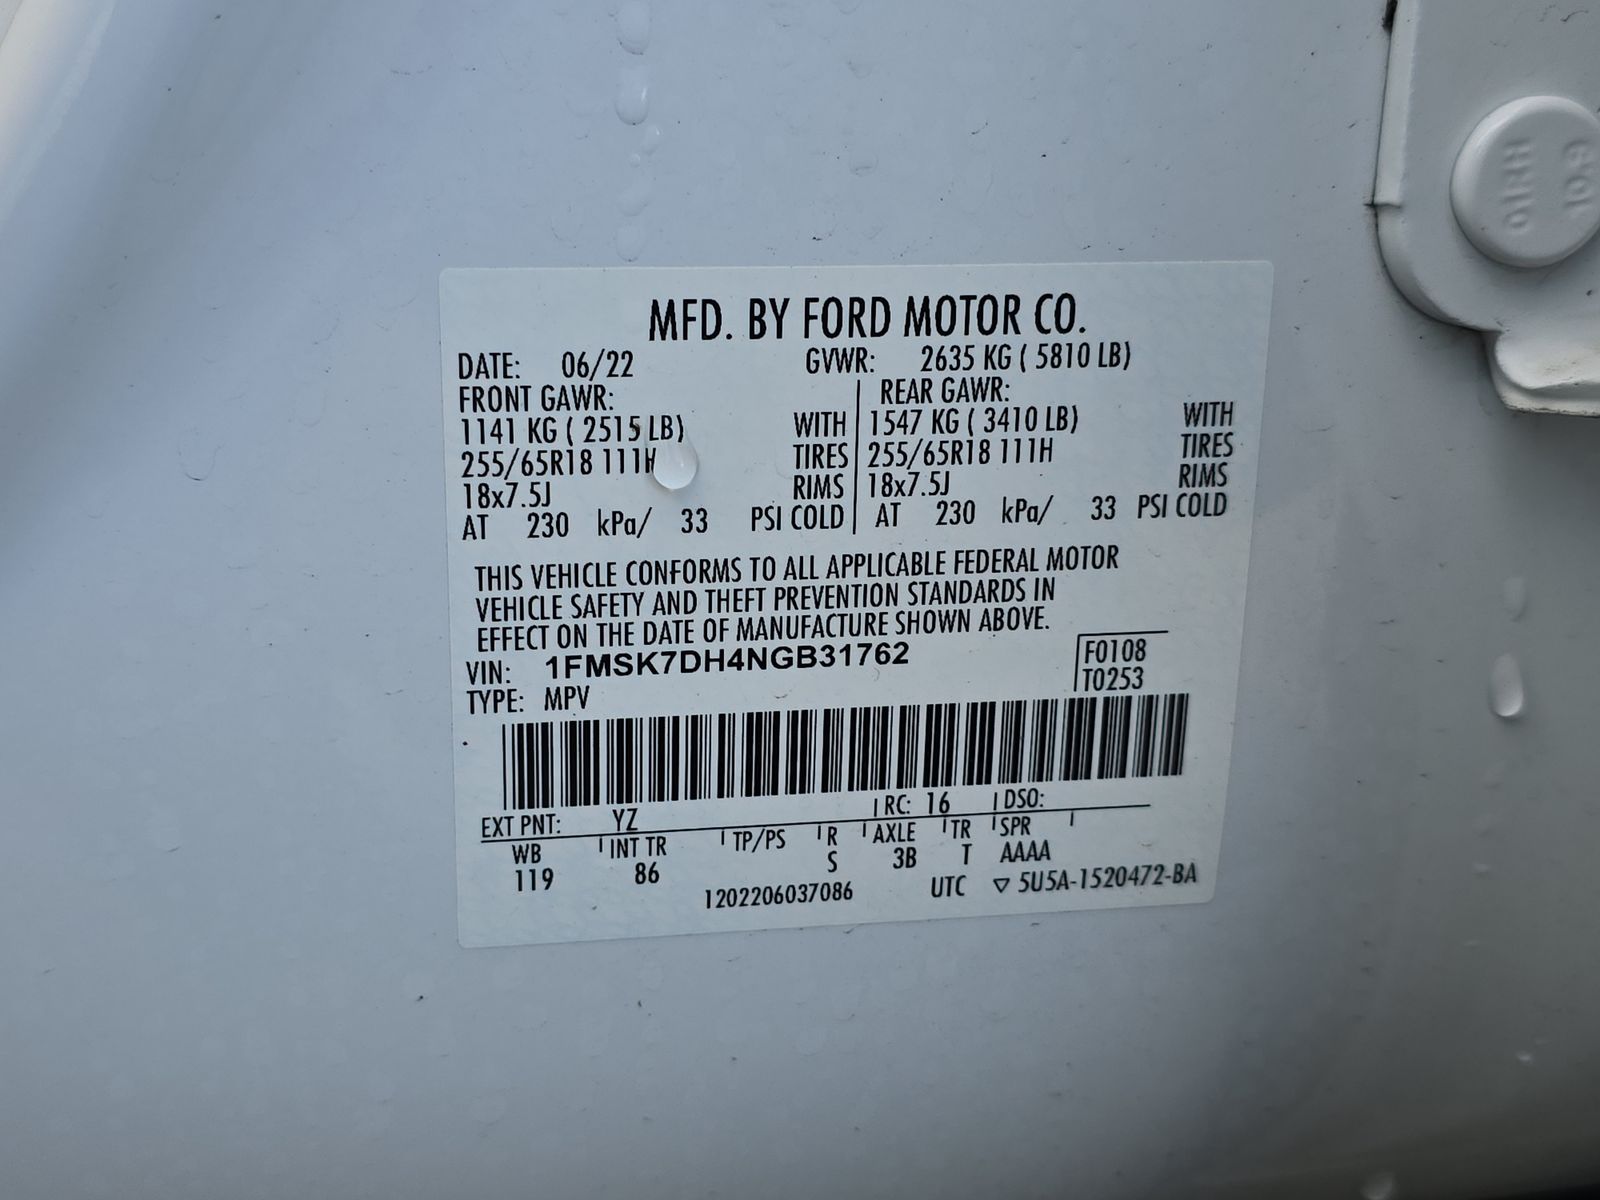 MFD. BY FORD MOTOR CO.
DATE: 06/22 GVWR: 2635 KG ( 5810 LB)
FRONT GAWR: REAR GAWR:
1141 KG ( 2515 LB) WITH 1547 KG ( 3410 LB) WITH
255/65R18 111H TIRES 255/65R18 111H TIRES
18x7.5J RIMS 18x7.5J RIMS
AT 230 kPa/ 33 PSI COLD AT 230 kPa/ 33 PSI COLD
THIS VEHICLE CONFORMS TO ALL APPLICABLE FEDERAL MOTOR
VEHICLE SAFETY AND THEFT PREVENTION STANDARDS IN
EFFECT ON THE DATE OF MANUFACTURE SHOWN ABOVE.
VIN: 1FMSK7DH4NGB31762 F0108
TYPE: MPV T0253
EXT PNT: YZ RC: 16 DSO:
WB INT TR TP/PS R AXLE TR SPR
119 86 S 3B T AAAA
1202206037086 UTC ▽ 5U5A-1520472-BA